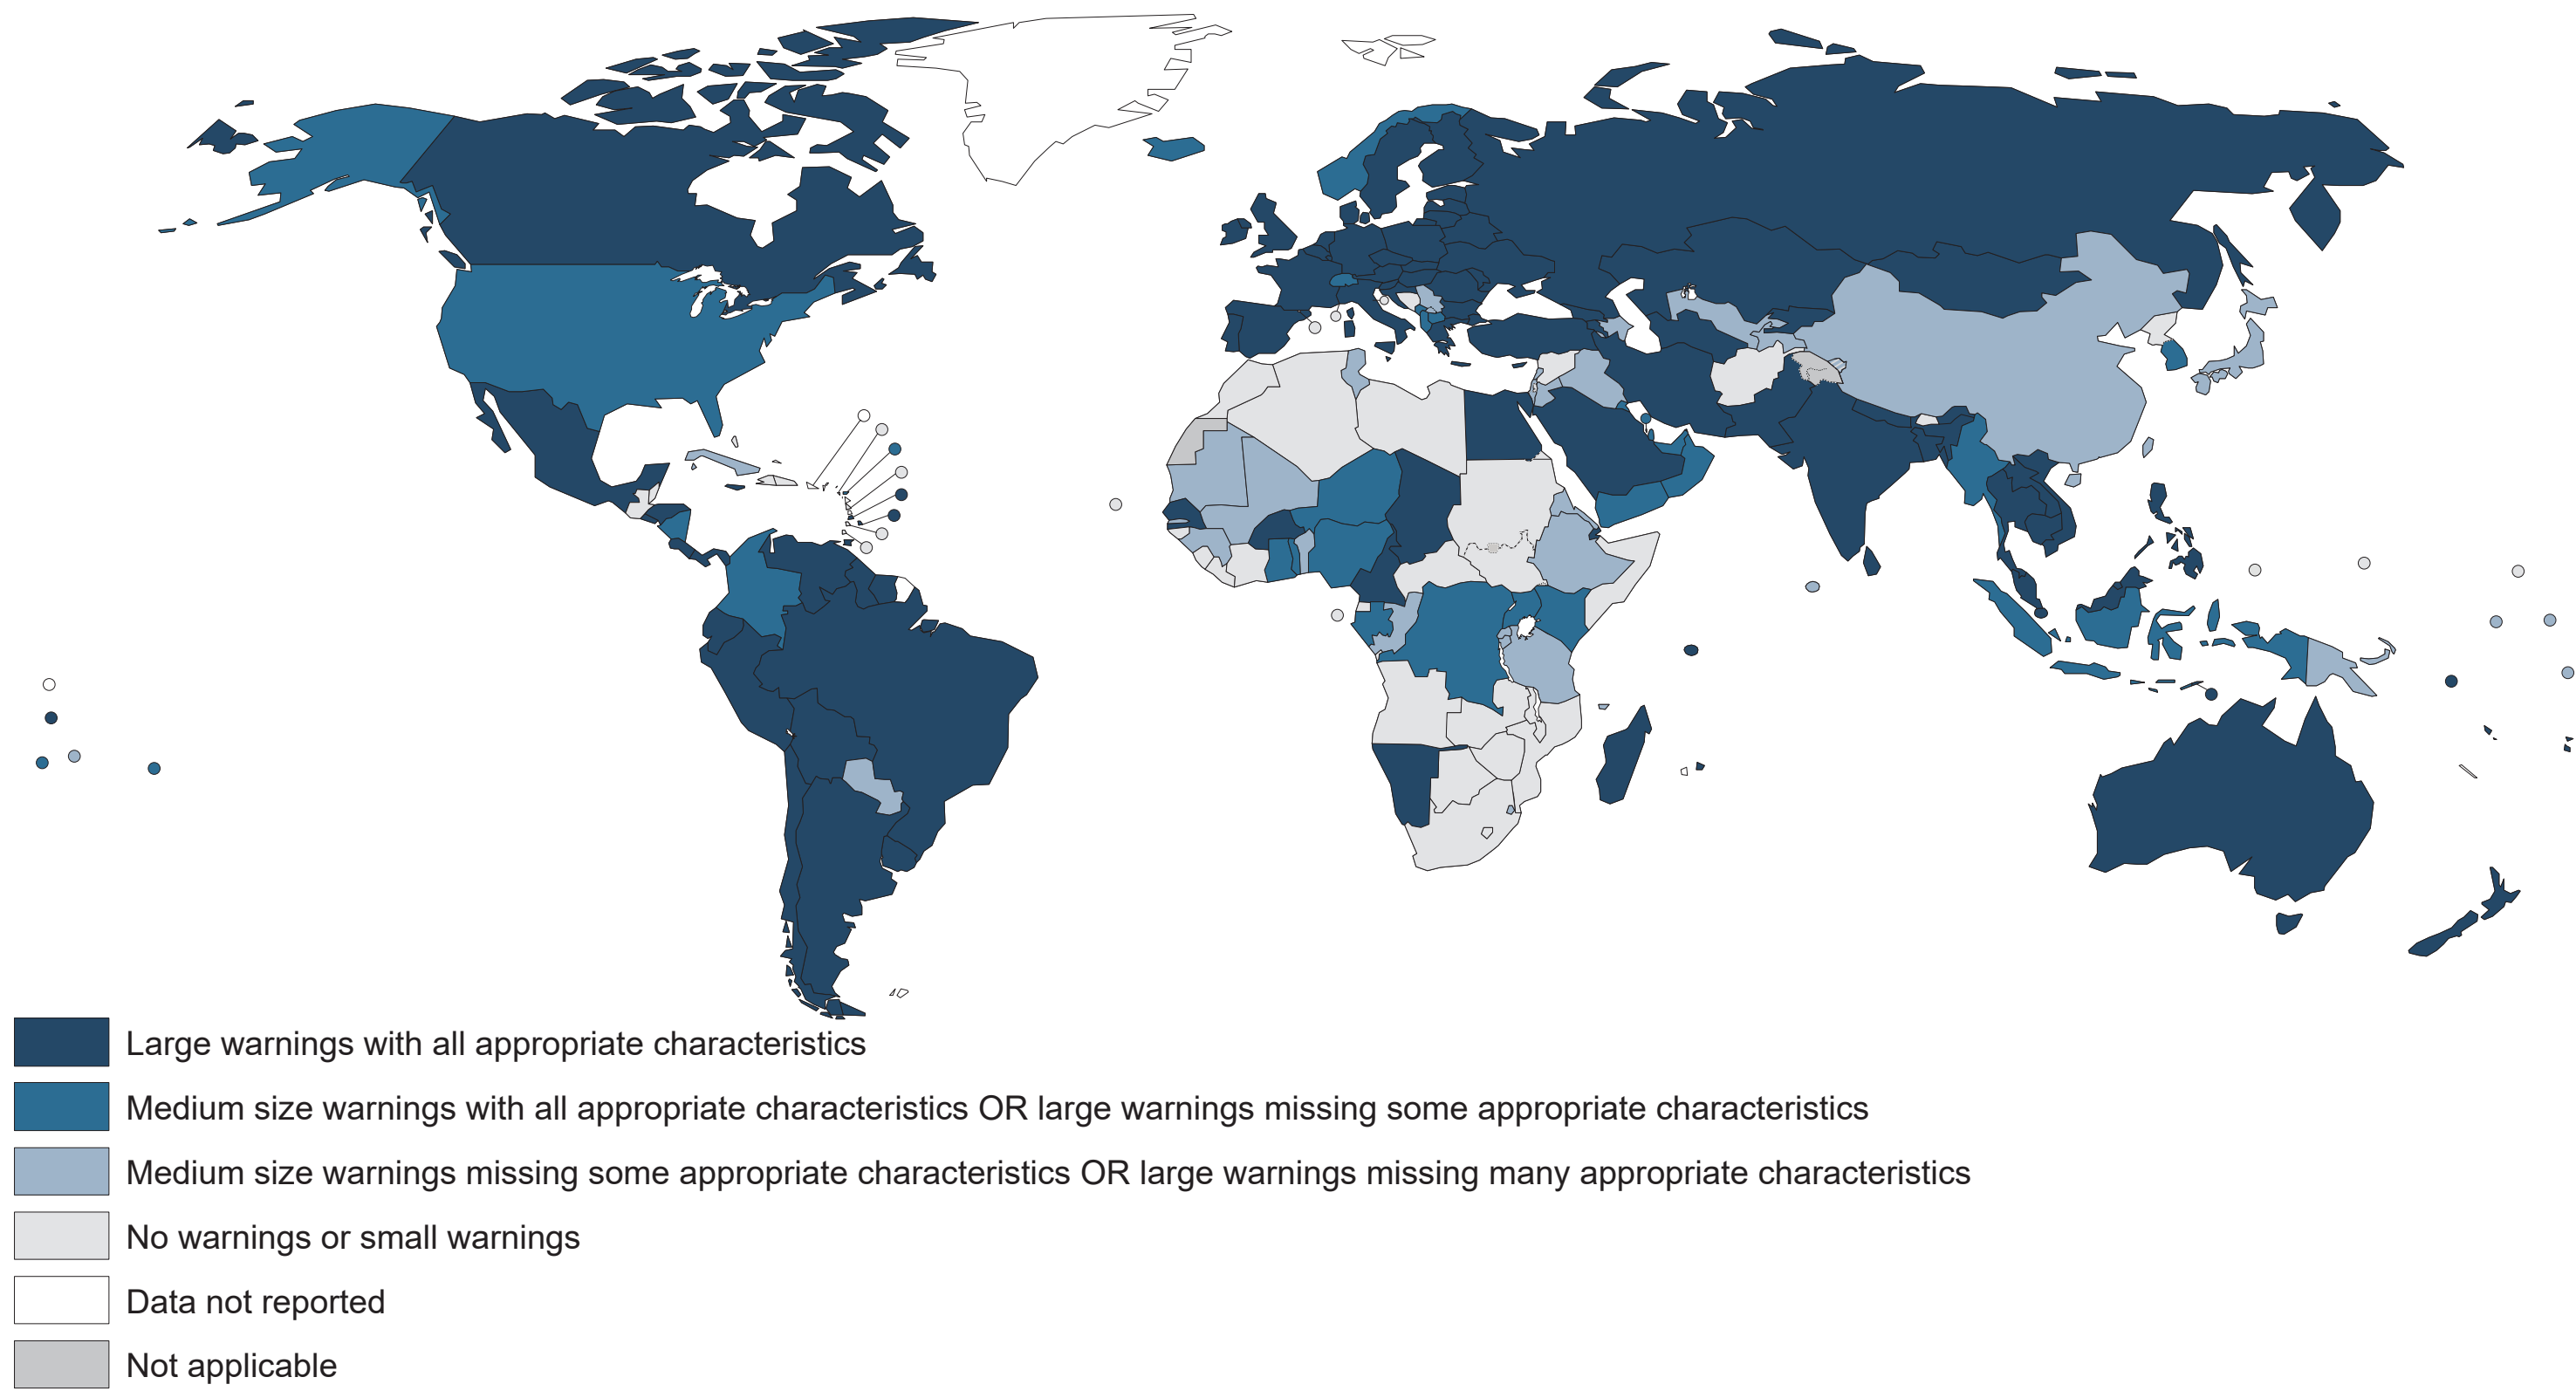 Large warnings with all appropriate characteristics
Medium size warnings with all appropriate characteristics OR large warnings missing some appropriate characteristics
Medium size warnings missing some appropriate characteristics OR large warnings missing many appropriate characteristics
No warnings or small warnings
Data not reported
Not applicable